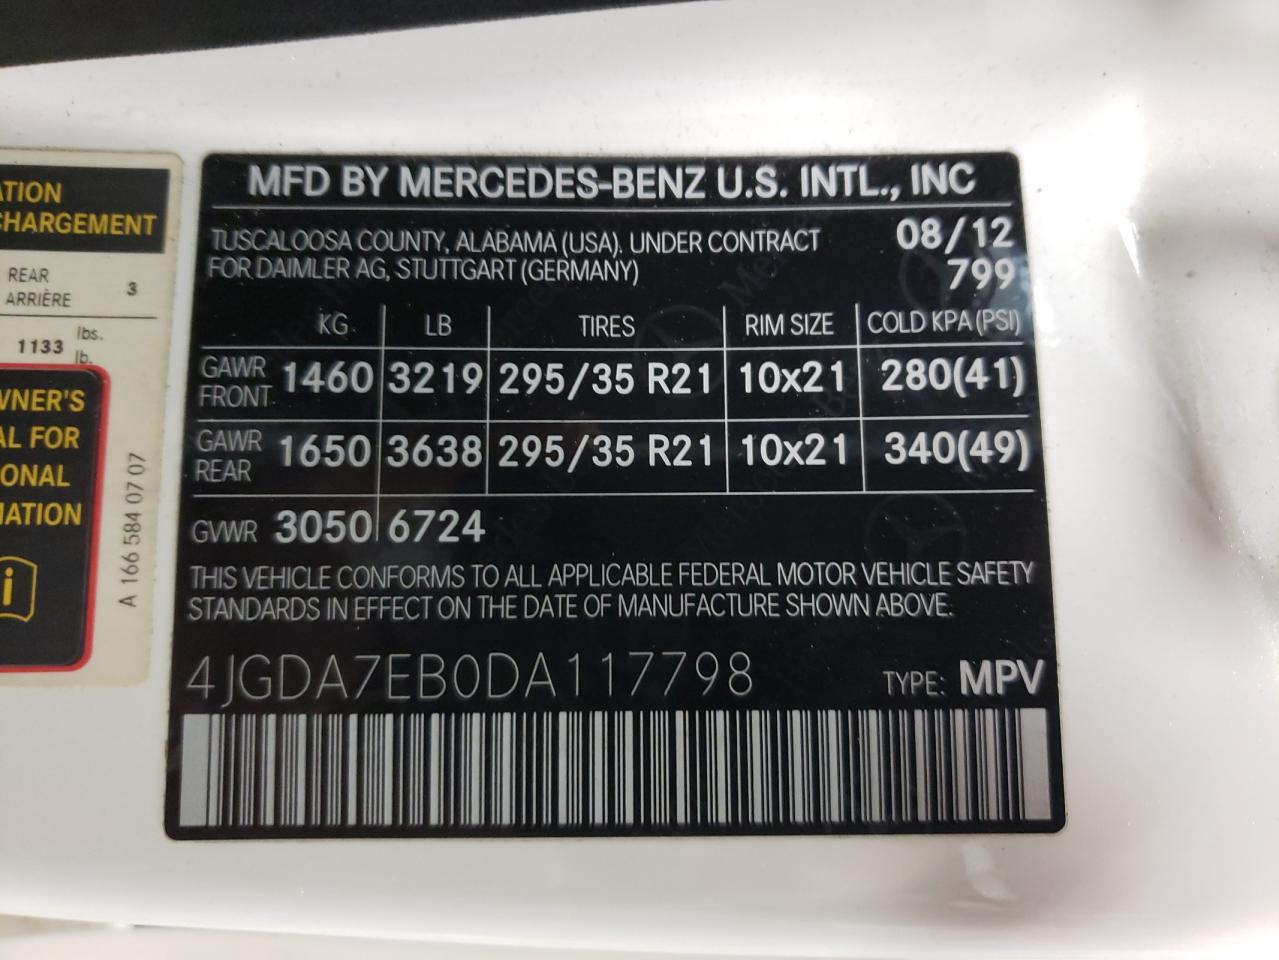 ATION
CHARGEMENT
REAR
ARRIÈRE 3
1133 lbs.
lb.
WNER'S
AL FOR
IONAL
MATION
i
A 166 584 07 07
MFD BY MERCEDES-BENZ U.S. INTL., INC
TUSCALOOSA COUNTY, ALABAMA (USA). UNDER CONTRACT 08/12
FOR DAIMLER AG, STUTTGART (GERMANY) 799
KG LB TIRES RIM SIZE COLD KPA (PSI)
GAWR FRONT 1460 3219 295/35 R21 10x21 280(41)
GAWR REAR 1650 3638 295/35 R21 10x21 340(49)
GVWR 3050 6724
THIS VEHICLE CONFORMS TO ALL APPLICABLE FEDERAL MOTOR VEHICLE SAFETY
STANDARDS IN EFFECT ON THE DATE OF MANUFACTURE SHOWN ABOVE.
4JGDA7EB0DA117798 TYPE: MPV